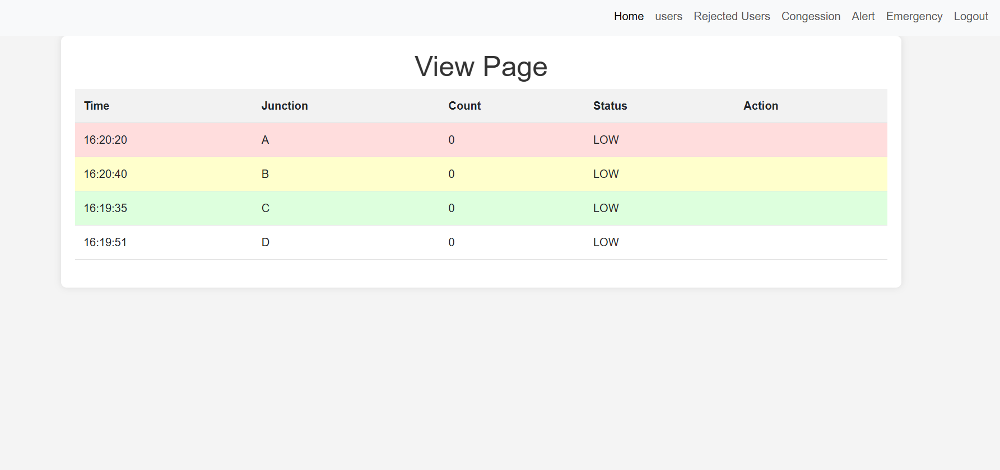 Home users Rejected Users Congession Alert Emergency Logout
View Page
Time Junction Count Status Action
16:20:20 A 0 LOW
16:20:40 B 0 LOW
16:19:35 C 0 LOW
16:19:51 D 0 LOW